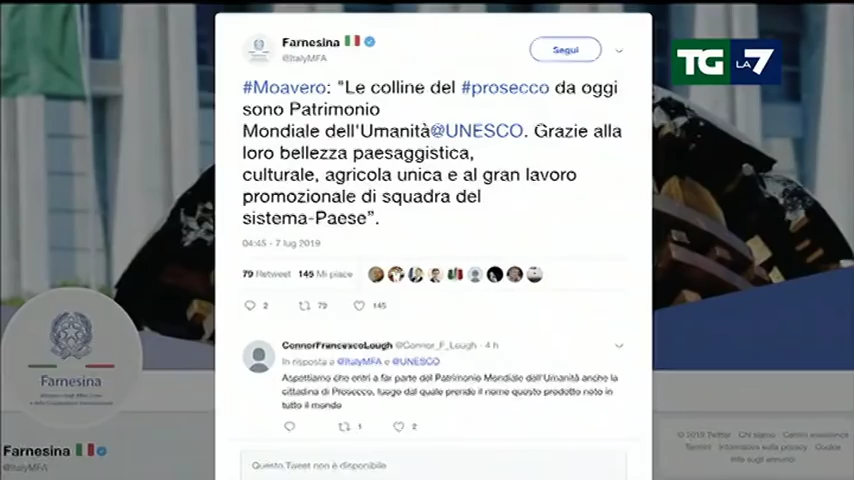 Farnesina
@ItalyMFA
Segui
TG LA7
#Moavero: "Le colline del #prosecco da oggi
sono Patrimonio
Mondiale dell'Umanità@UNESCO. Grazie alla
loro bellezza paesaggistica,
culturale, agricola unica e al gran lavoro
promozionale di squadra del
sistema-Paese".
04:45 - 7 lug 2019
79 Retweet 145 Mi piace
2 79 145
ConnorFrancescoLough @Connor_F_Lough · 4 h
In risposta a @ItalyMFA e @UNESCO
Aspettiamo che entri a far parte del Patrimonio Mondiale dell'Umanità anche la
cittadina di Prosecco, luogo dal quale prende il nome questo prodotto noto in
tutto il mondo
1 2
Questo Tweet non è disponibile
Farnesina
Farnesina
@ItalyMFA
© 2019 Twitter Chi siamo Centro assistenza
Termini Informazioni sulla privacy Cookie
Info sugli annunci